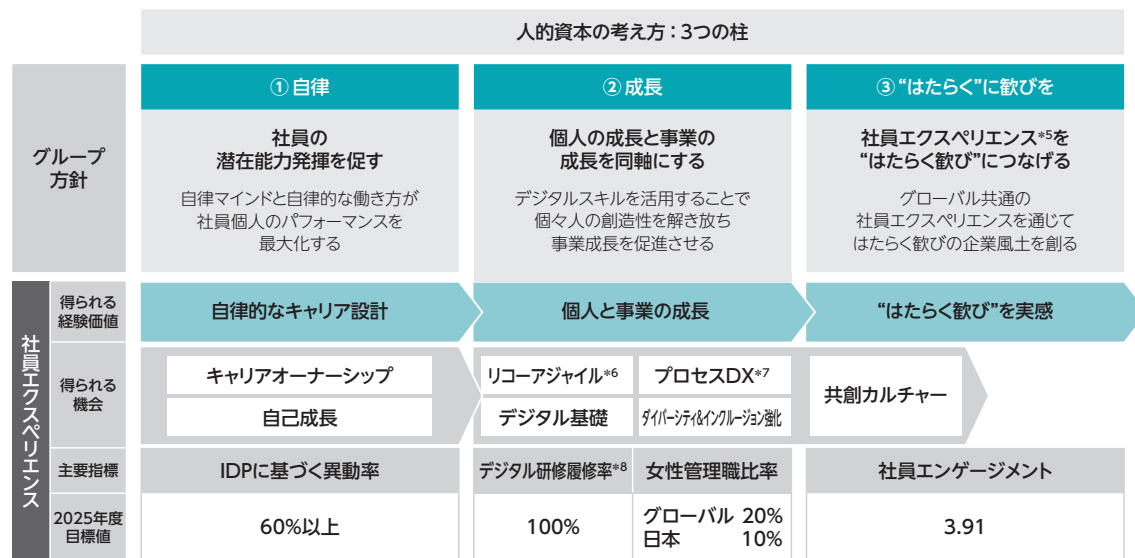 人的資本の考え方：3つの柱
①自律
②成長
③“はたらく”に歓びを
グループ
方針
社員の
潜在能力発揮を促す
自律マインドと自律的な働き方が
社員個人のパフォーマンスを
最大化する
個人の成長と事業の
成長を同軸にする
デジタルスキルを活用することで
個々人の創造性を解き放ち
事業成長を促進させる
社員エクスペリエンス*5を
“はたらく歓び”につなげる
グローバル共通の
社員エクスペリエンスを通じて
はたらく歓びの企業風土を創る
社員エクスペリエンス
得られる
経験価値
自律的なキャリア設計
個人と事業の成長
“はたらく歓び”を実感
得られる
機会
キャリアオーナーシップ
自己成長
リコーアジャイル*6
プロセスDX*7
デジタル基礎
ダイバーシティ&インクルージョン強化
共創カルチャー
主要指標
IDPに基づく異動率
デジタル研修履修率*8
女性管理職比率
社員エンゲージメント
2025年度
目標値
60%以上
100%
グローバル 20%
日本 10%
3.91